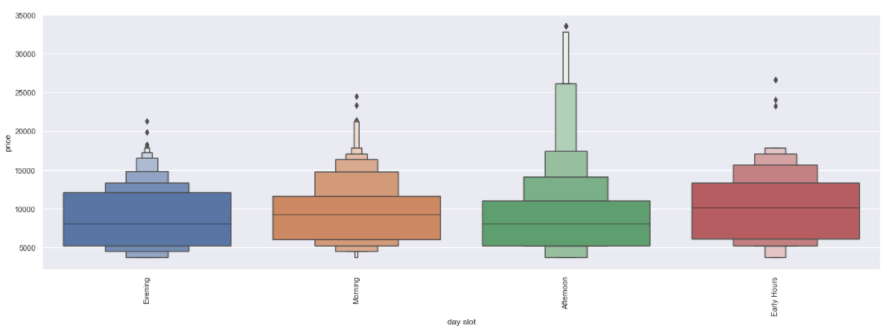 35000
30000
25000
20000
15000
10000
5000
price
Evening
Morning
Afternoon
Early Hours
day slot